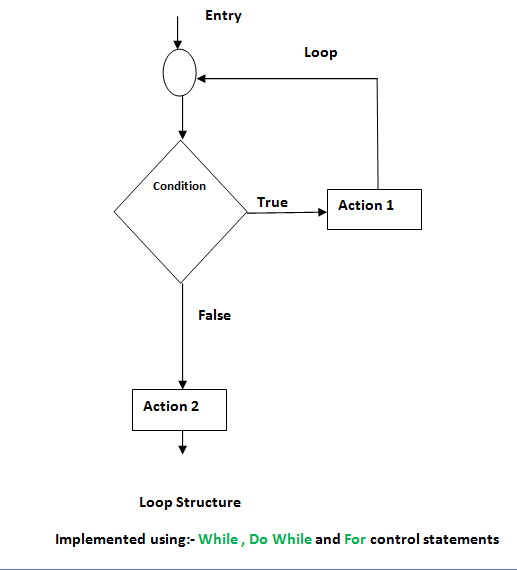 Entry
Loop
Condition
True
Action 1
False
Action 2
Loop Structure
Implemented using:- While , Do While and For control statements